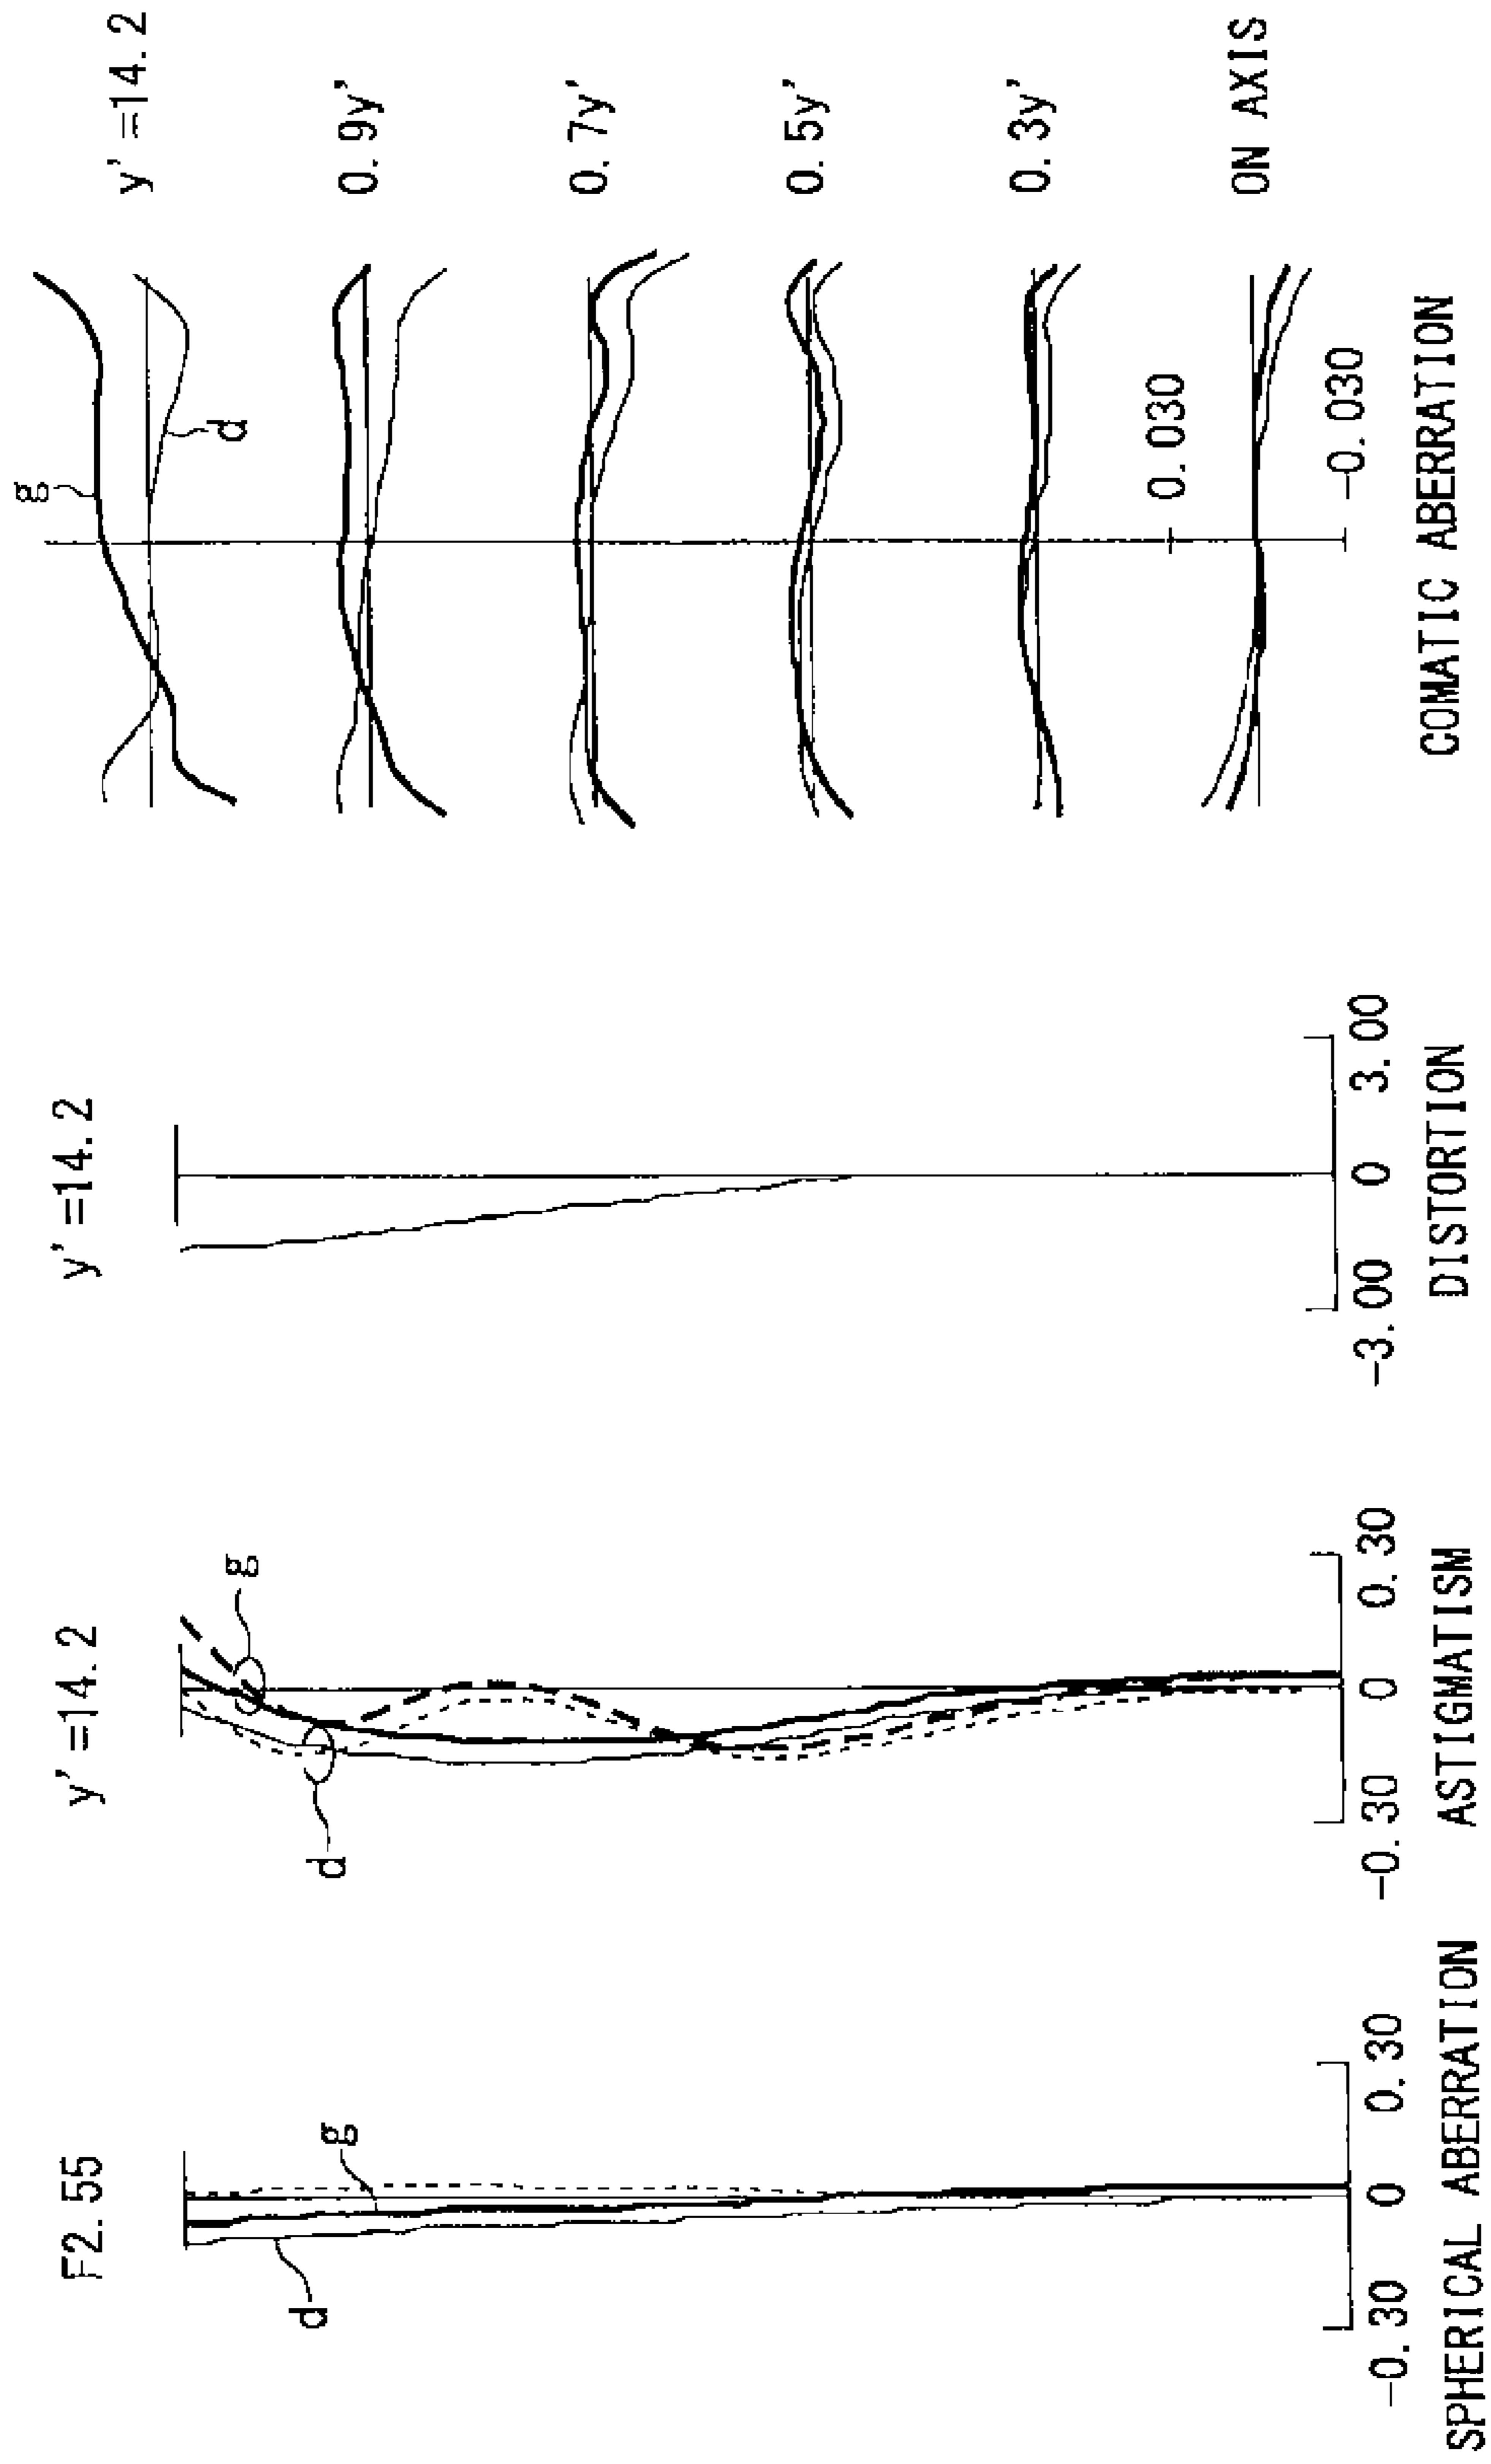 F2.55
d
g
-0.30
0
0.30
SPHERICAL ABERRATION
y'=14.2
d
g
-0.30
0
0.30
ASTIGMATISM
y'=14.2
-3.00
0
3.00
DISTORTION
g
d
y'=14.2
0.9y'
0.7y'
0.5y'
0.3y'
0.030
ON AXIS
-0.030
COMATIC ABERRATION